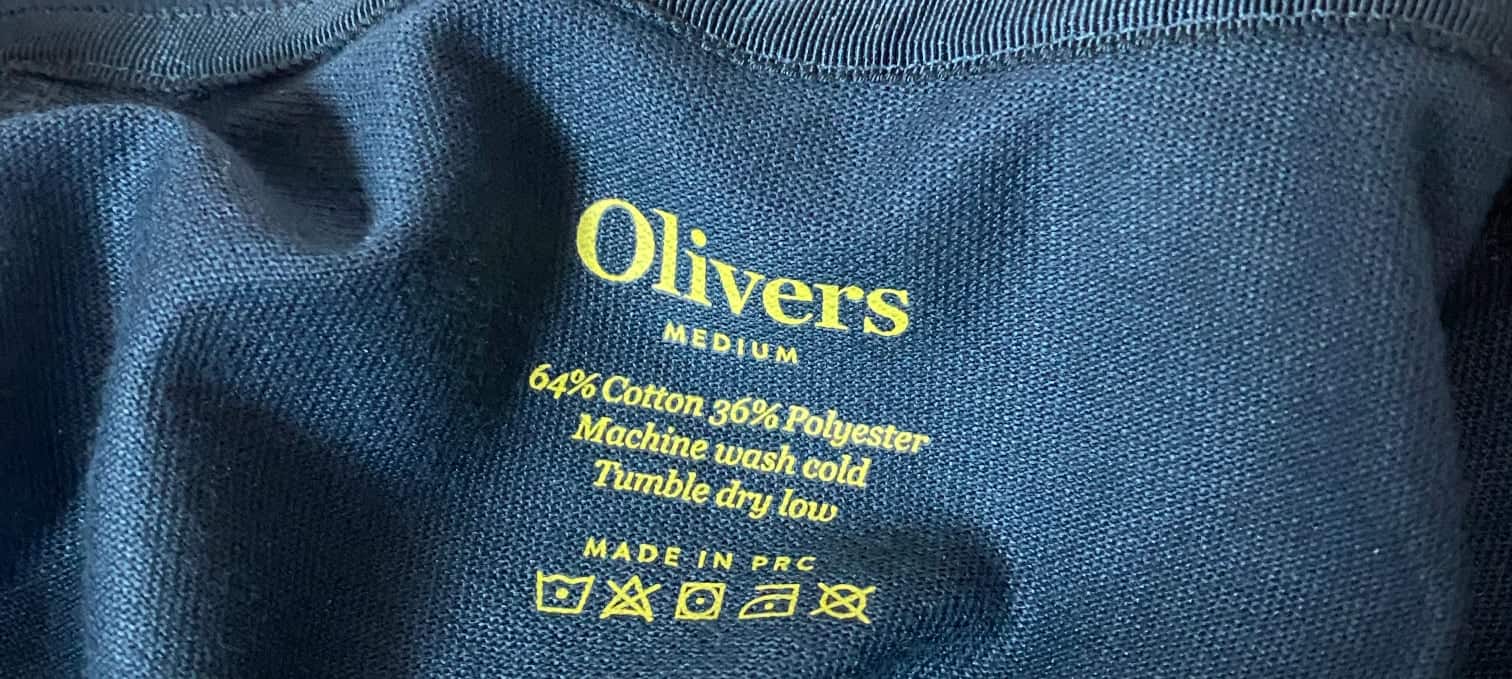 Olivers
MEDIUM
64% Cotton 36% Polyester
Machine wash cold
Tumble dry low
MADE IN PRC